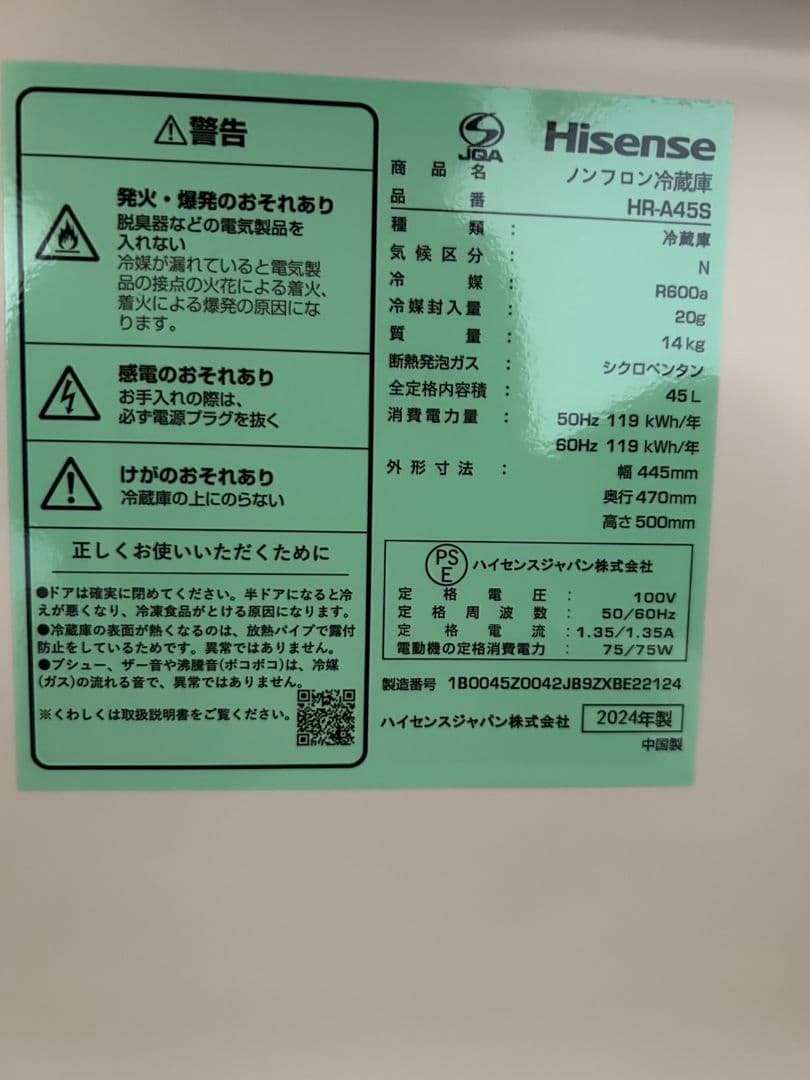 ⚠警告
発火・爆発のおそれあり
脱臭器などの電気製品を
入れない
冷媒が漏れていると電気製
品の接点の火花による着火、
着火による爆発の原因にな
ります。
感電のおそれあり
お手入れの際は、
必ず電源プラグを抜く
けがのおそれあり
冷蔵庫の上にのらない
正しくお使いいただくために
●ドアは確実に閉めてください。半ドアになると冷
えが悪くなり、冷凍食品がとける原因になります。
●冷蔵庫の表面が熱くなるのは、放熱パイプで露付
防止をしているためです。異常ではありません。
●プシュー、ザー音や沸騰音(ポコポコ)は、冷媒
(ガス)の流れる音で、異常ではありません。
※くわしくは取扱説明書をご覧ください。
JQA Hisense
商品名 ノンフロン冷蔵庫
品番 HR-A45S
種類： 冷蔵庫
気候区分： N
冷媒： R600a
冷媒封入量： 20g
質量： 14kg
断熱発泡ガス： シクロペンタン
全定格内容積： 45L
消費電力量： 50Hz 119 kWh/年
60Hz 119 kWh/年
外形寸法： 幅 445mm
奥行 470mm
高さ 500mm
PS E ハイセンスジャパン株式会社
定格電圧： 100V
定格周波数： 50/60Hz
定格電流： 1.35/1.35A
電動機の定格消費電力： 75/75W
製造番号 1B0045Z0042JB9ZXBE22124
ハイセンスジャパン株式会社 2024年製
中国製